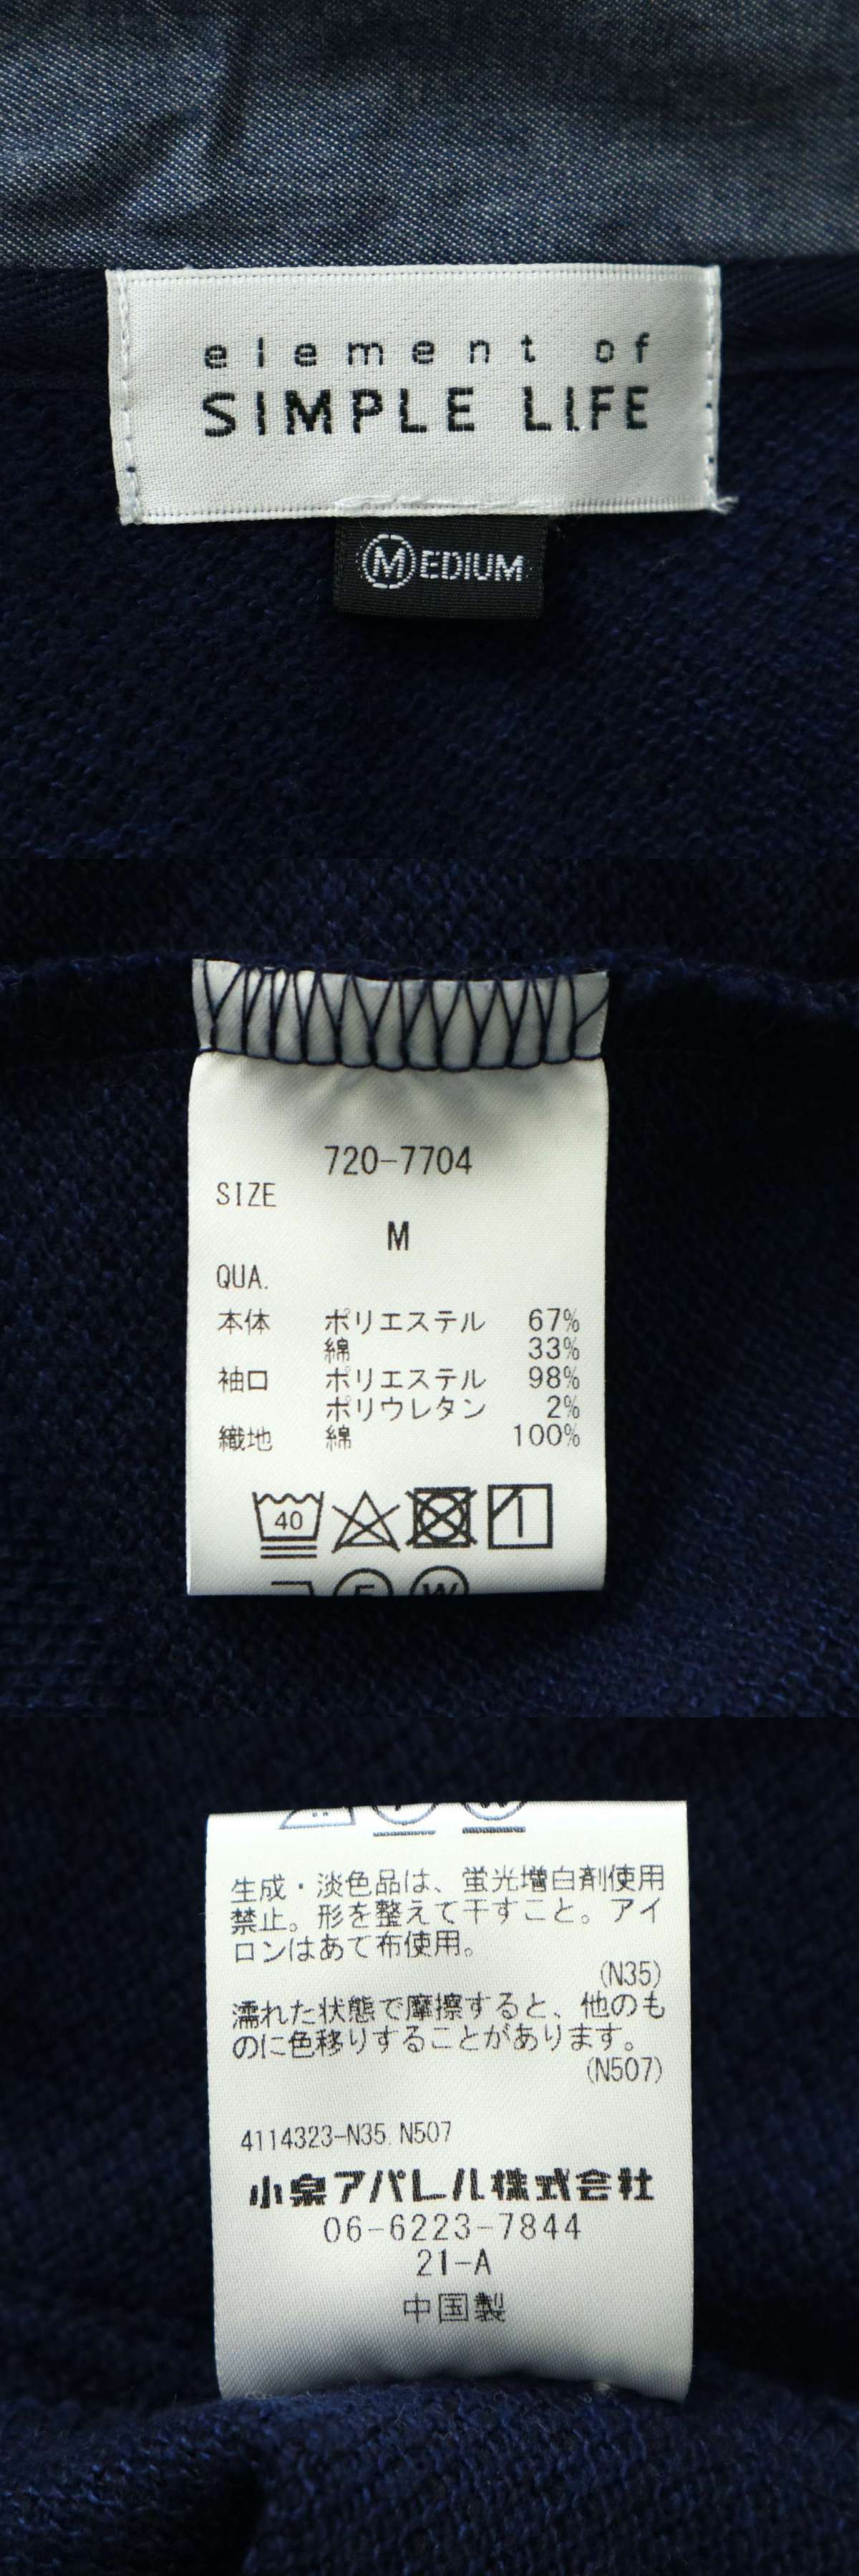 element of
SIMPLE LIFE
MEDIUM
720-7704
SIZE
M
QUA.
本体 ポリエステル 67%
綿 33%
袖口 ポリエステル 98%
ポリウレタン 2%
織地 綿 100%
40
F W
生成・淡色品は、蛍光増白剤使用
禁止。形を整えて干すこと。アイ
ロンはあて布使用。
(N35)
濡れた状態で摩擦すると、他のも
のに色移りすることがあります。
(N507)
4114323-N35.N507
小泉アパレル株式会社
06-6223-7844
21-A
中国製